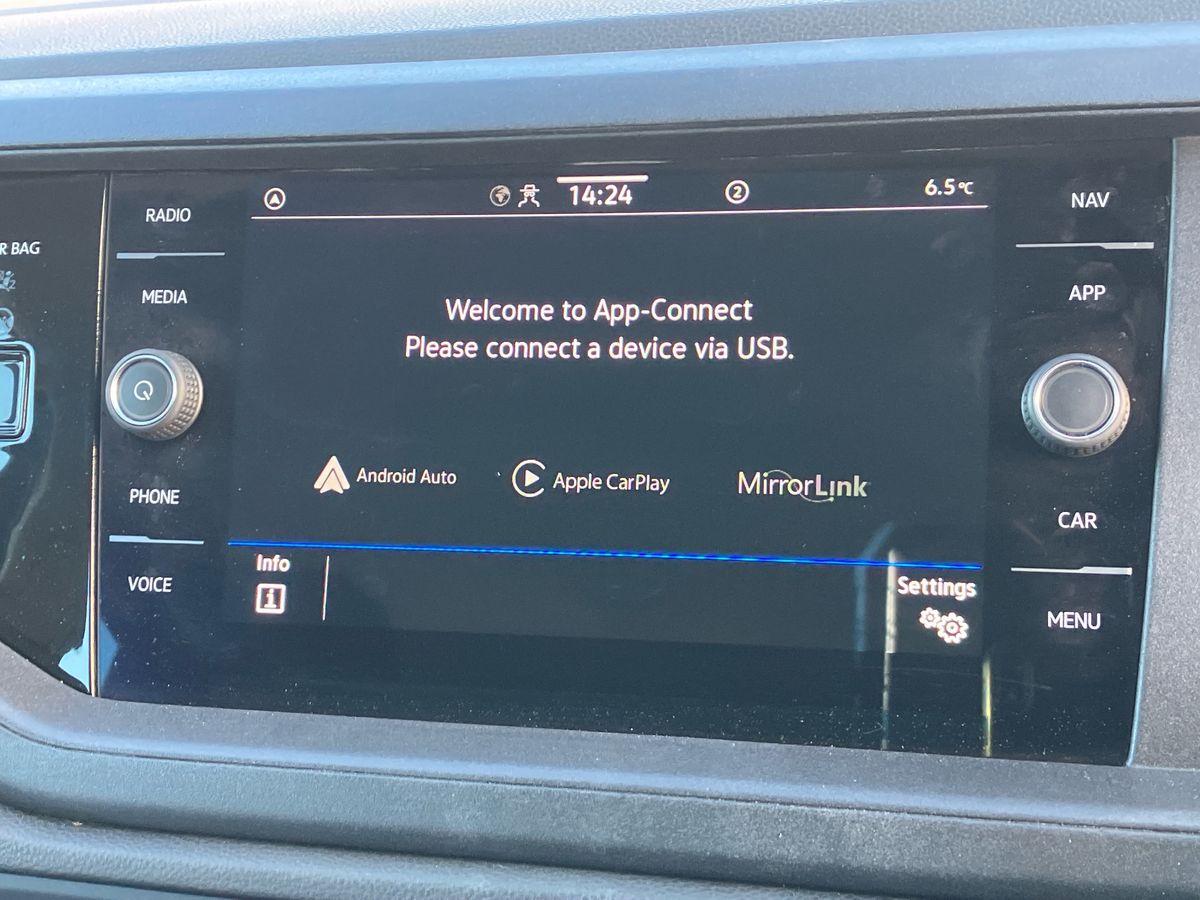 R BAG
RADIO
MEDIA
PHONE
VOICE
14:24
2
6.5°C
Welcome to App-Connect
Please connect a device via USB.
Android Auto
Apple CarPlay
MirrorLink
Info
i
Settings
NAV
APP
CAR
MENU